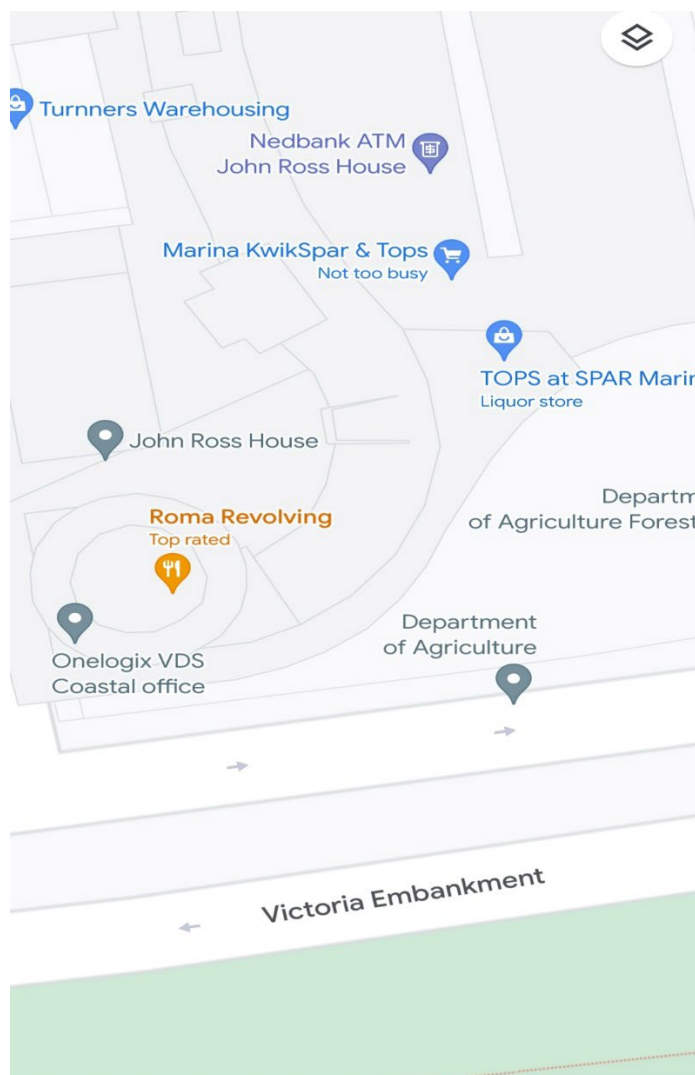 Turnners Warehousing
Nedbank ATM
John Ross House
Marina KwikSpar & Tops
Not too busy
TOPS at SPAR Marin
Liquor store
John Ross House
Departm
of Agriculture Forest
Roma Revolving
Top rated
Department
of Agriculture
Onelogix VDS
Coastal office
Victoria Embankment